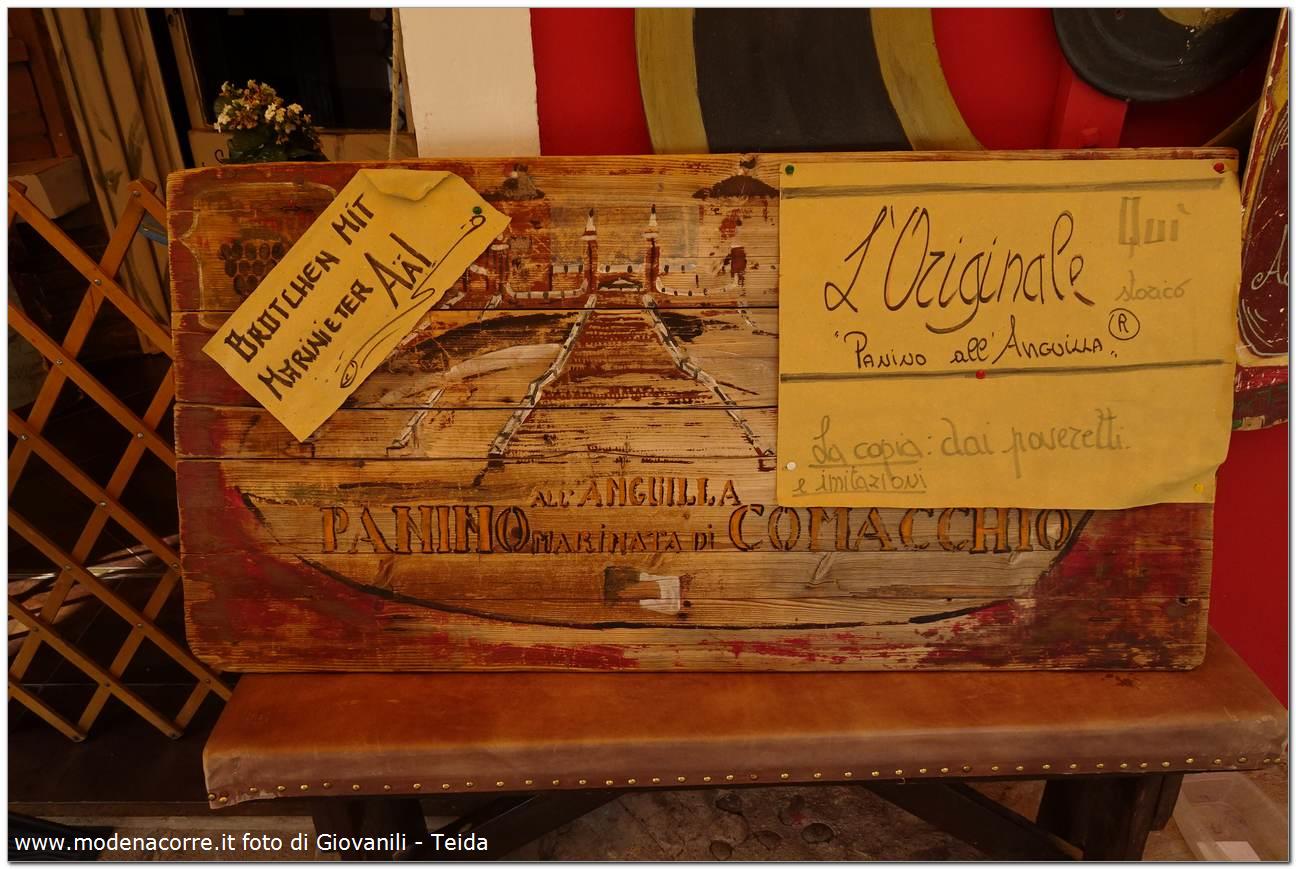 BROTCHEN MIT
MARINIETER AÄL
L'Originale
Quì
storico
"PANINO all'ANGUILLA"
R
La copia: dai poveretti.
e imitazioni
ALL'ANGUILLA
PANINO MARINATA DI COMACCHIO
www.modenacorre.it foto di Giovanili - Teida